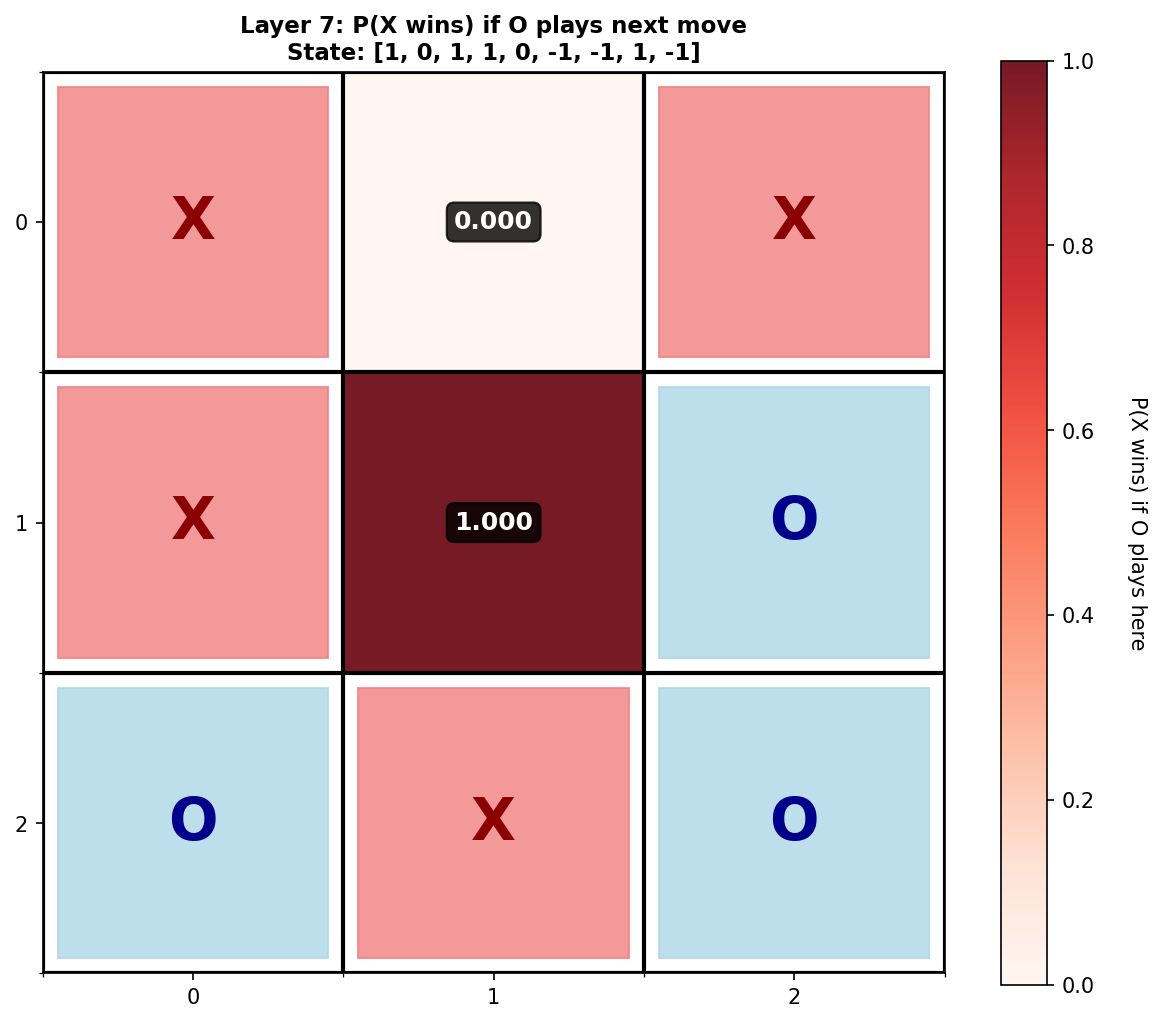 Layer 7: P(X wins) if O plays next move
State: [1, 0, 1, 1, 0, -1, -1, 1, -1]
X 0.000 X
X 1.000 O
O X O
0
1
2
0 1 2
1.0
0.8
0.6
0.4
0.2
0.0
P(X wins) if O plays here